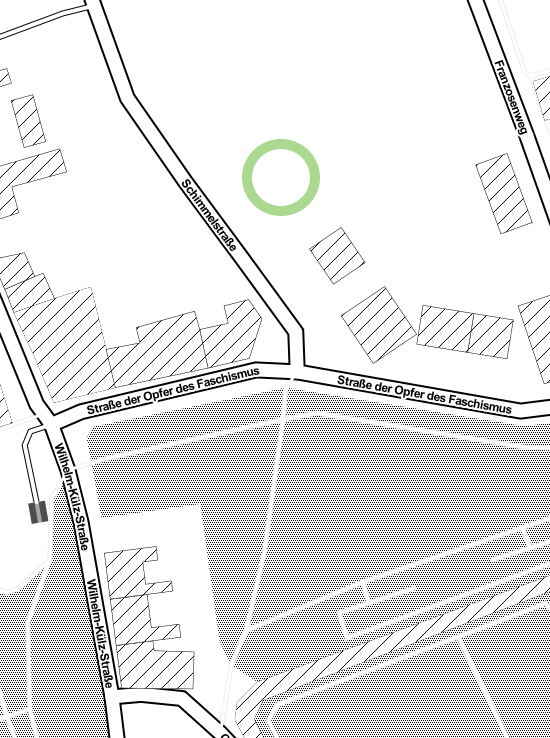 Franzosenweg
Schimmelstraße
Straße der Opfer des Faschismus
Straße der Opfer des Faschismus
Wilhelm-Külz-Straße
Wilhelm-Külz-Straße